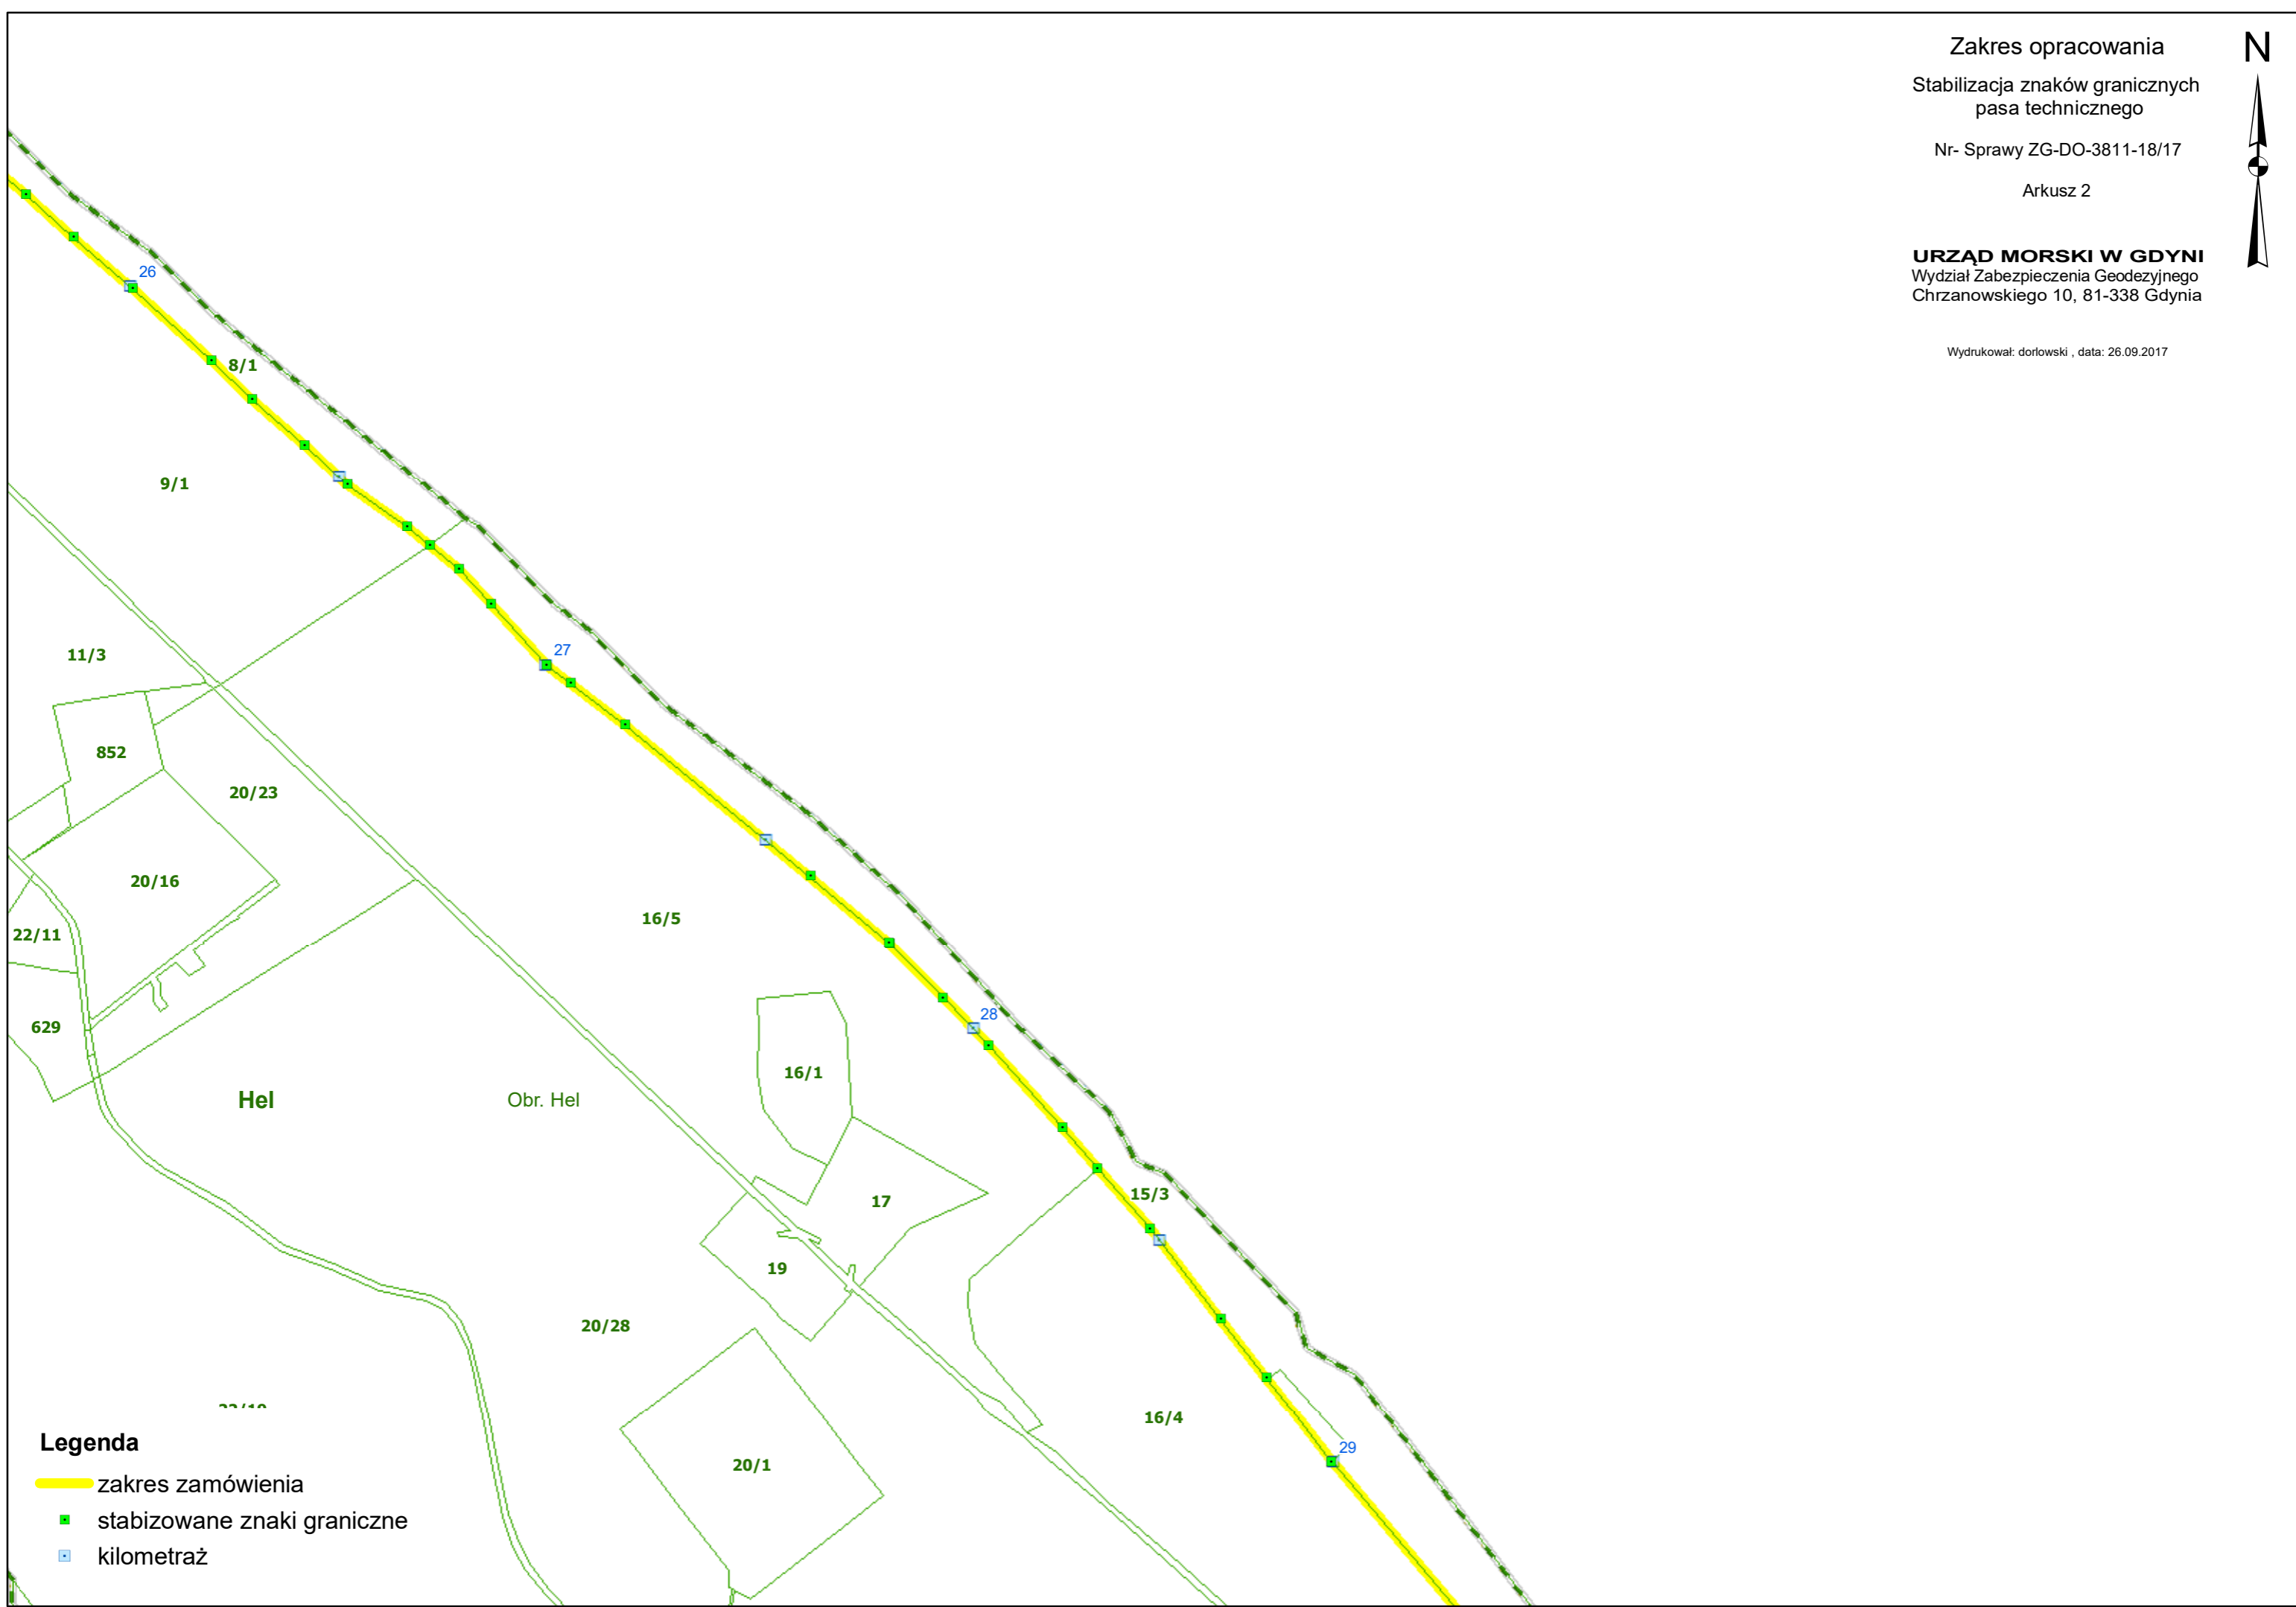 Zakres opracowania
N
Stabilizacja znaków granicznych
pasa technicznego
Nr- Sprawy ZG-DO-3811-18/17
Arkusz 2
URZĄD MORSKI W GDYNI
Wydział Zabezpieczenia Geodezyjnego
Chrzanowskiego 10, 81-338 Gdynia
Wydrukował: dorlowski , data: 26.09.2017
26
8/1
9/1
27
11/3
852
20/23
20/16
16/5
22/11
28
629
16/1
Hel
Obr. Hel
15/3
17
19
20/28
16/4
29
20/1
Legenda
zakres zamówienia
stabizowane znaki graniczne
kilometraż